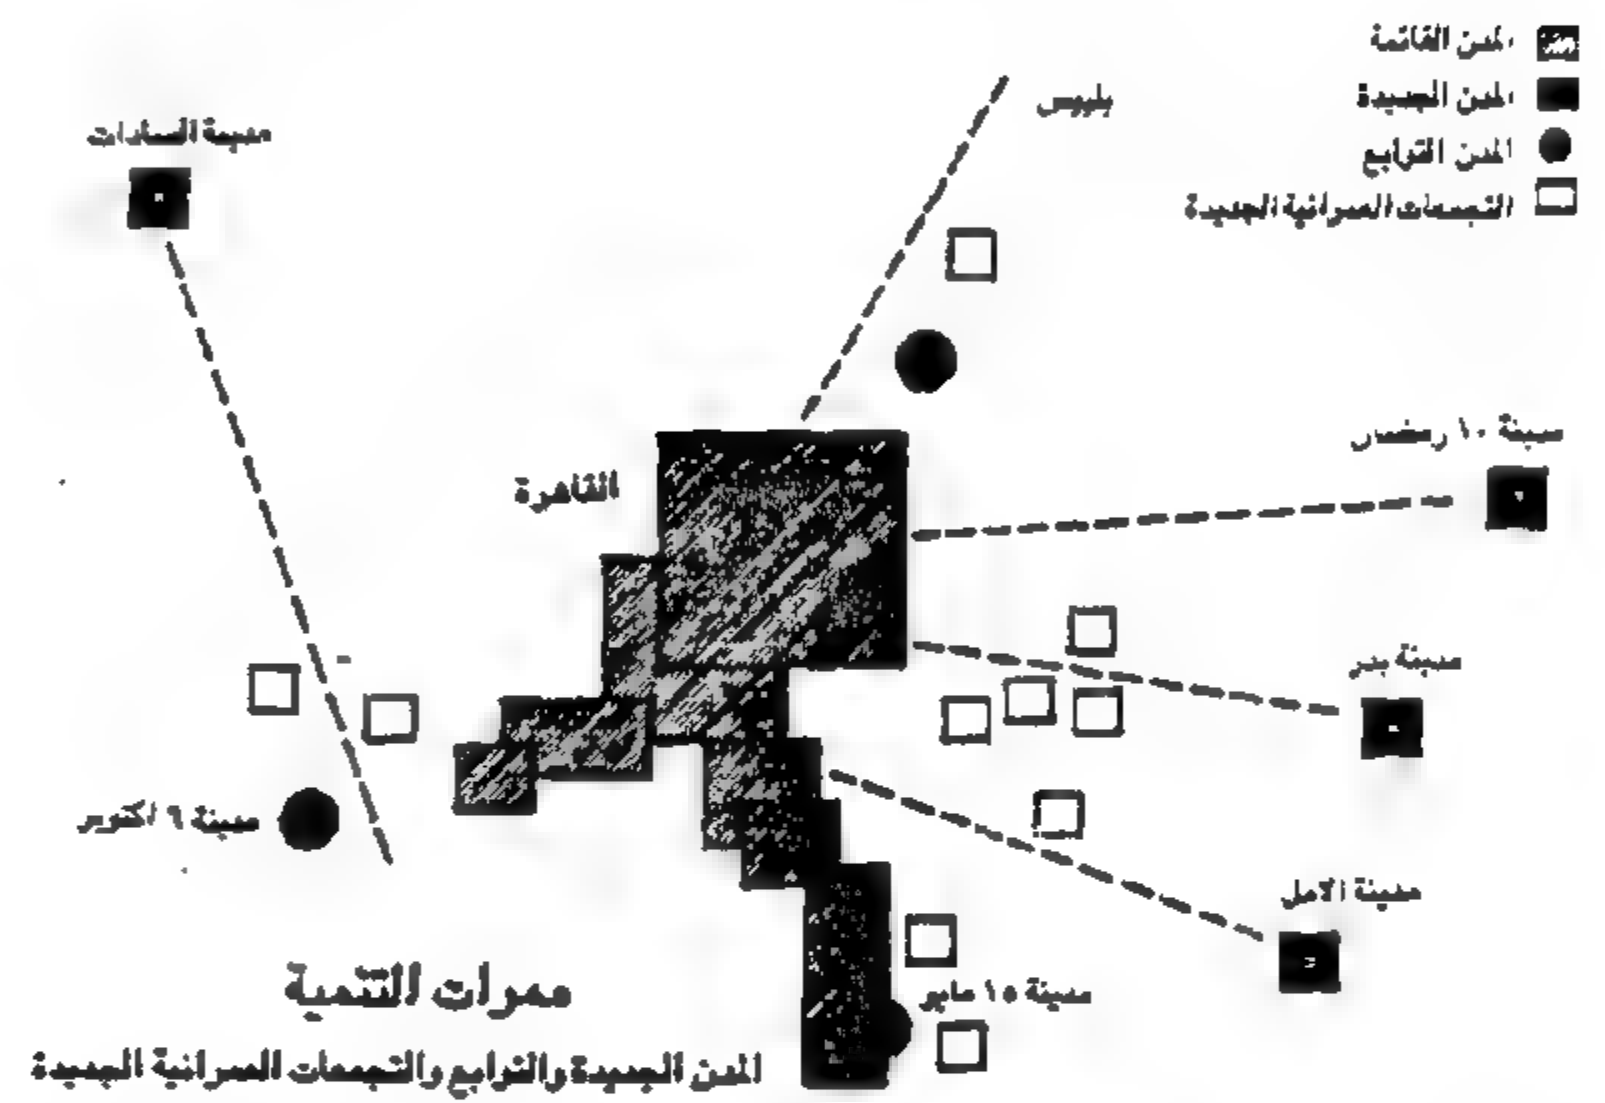 المدن القائمة
المدن الجديدة
المدن التوابع
التجمعات العمرانية الجديدة
بلبيس
مدينة السادات
مدينة ١٠ رمضان
القاهرة
مدينة بدر
مدينة ٦ اكتوبر
مدينة الامل
مدينة ١٥ مايو
ممرات التنمية
المدن الجديدة والتوابع والتجمعات العمرانية الجديدة